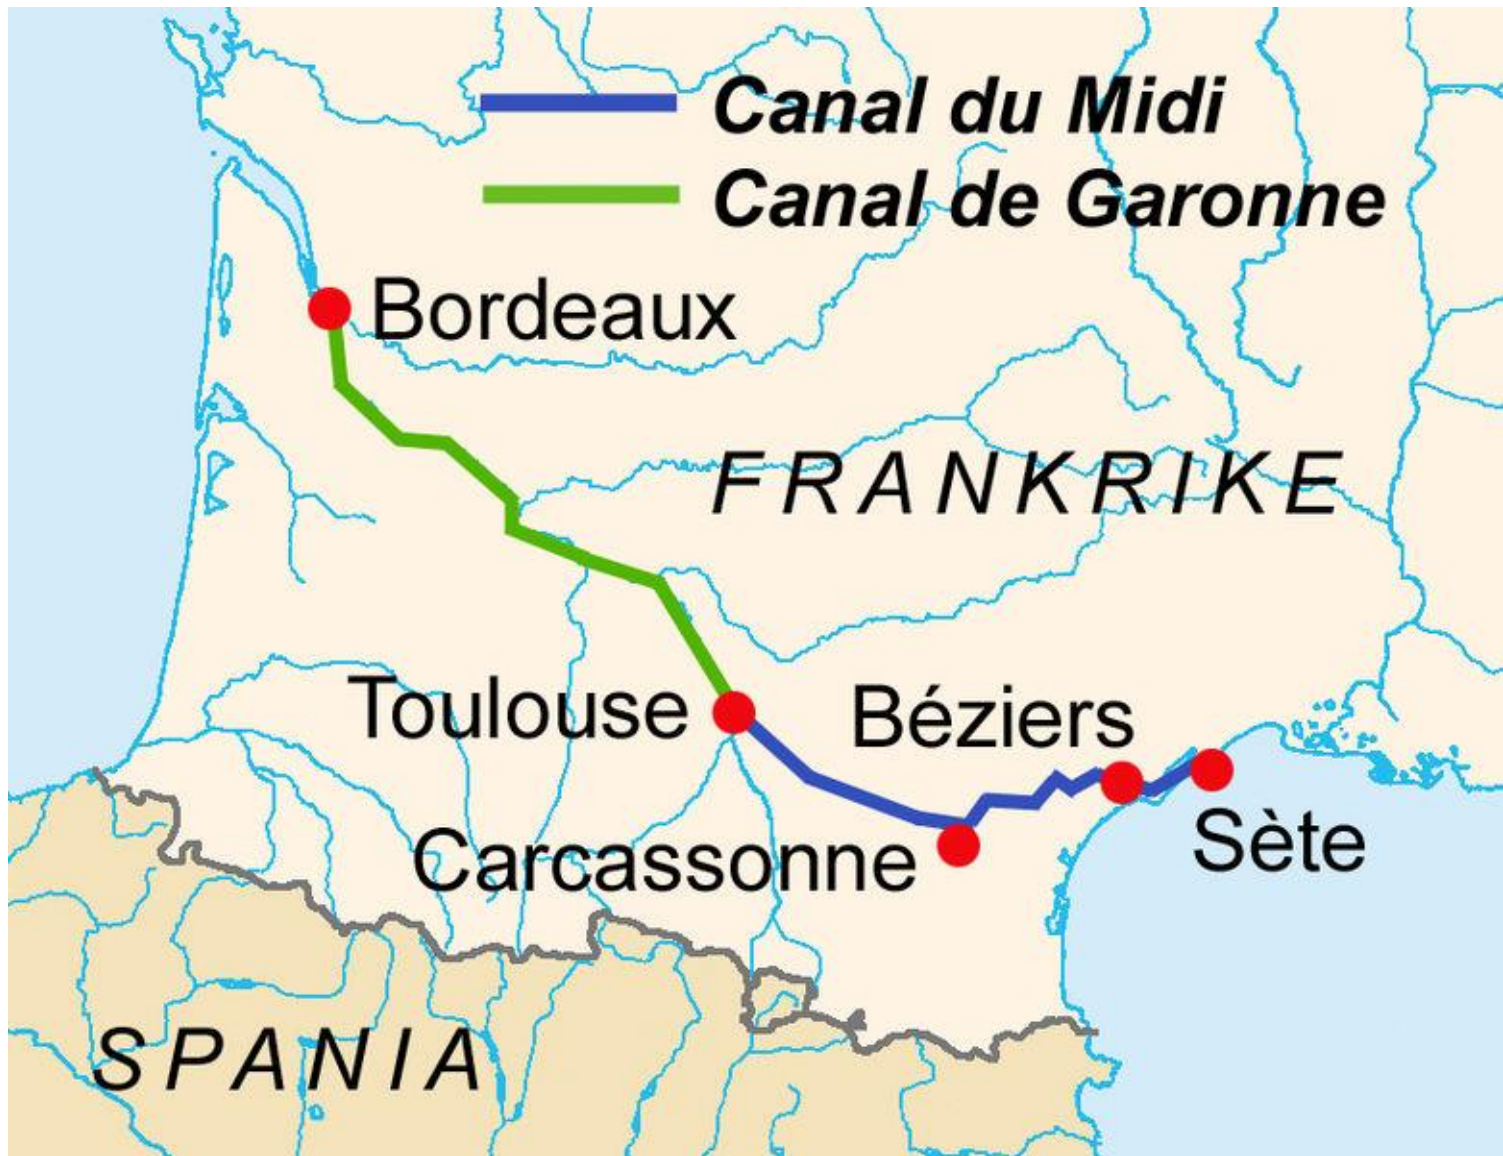 Canal du Midi
Canal de Garonne
Bordeaux
FRANKRIKE
Toulouse
Béziers
Carcassonne
Sète
SPANIA